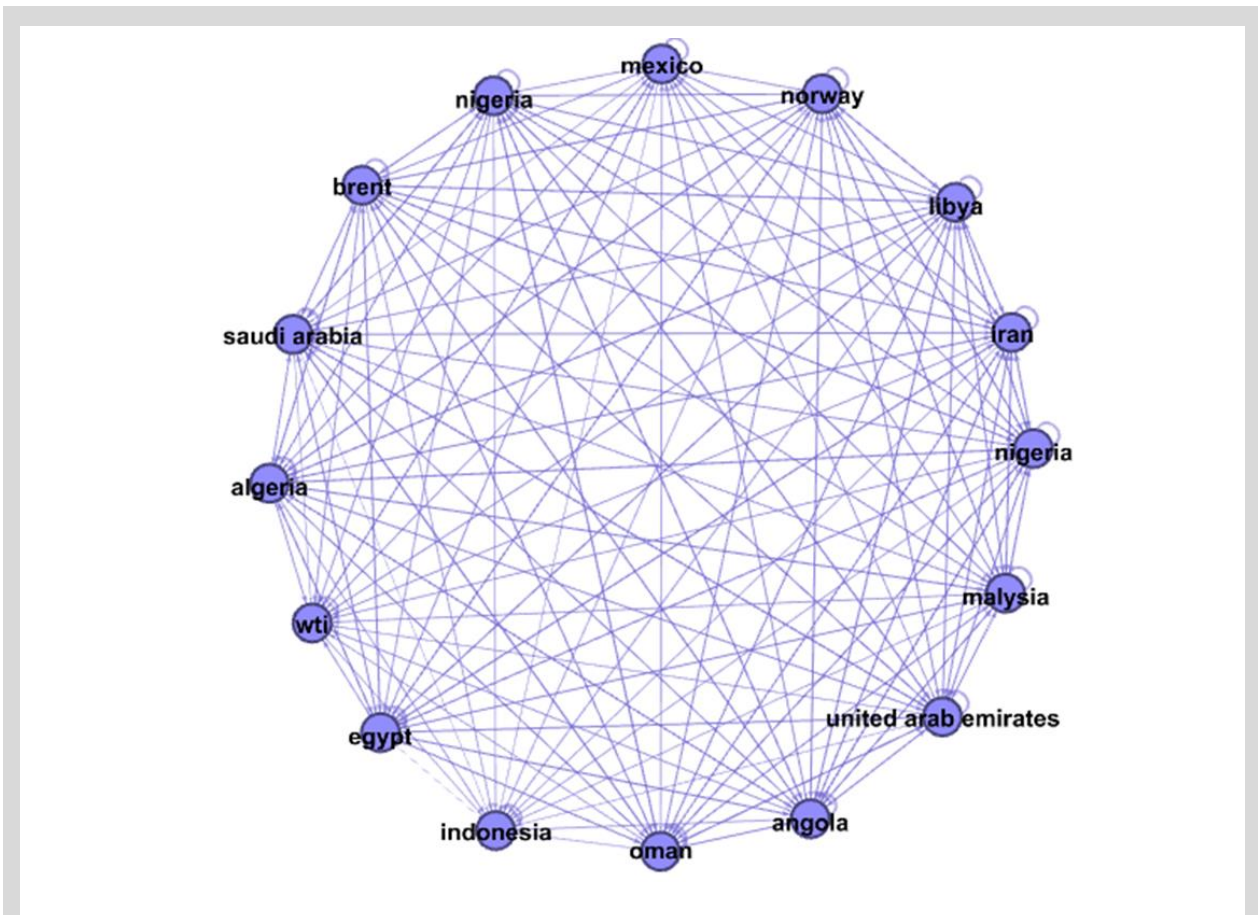 mexico
norway
nigeria
brent
libya
saudi arabia
iran
nigeria
algeria
malysia
wti
united arab emirates
egypt
angola
indonesia
oman